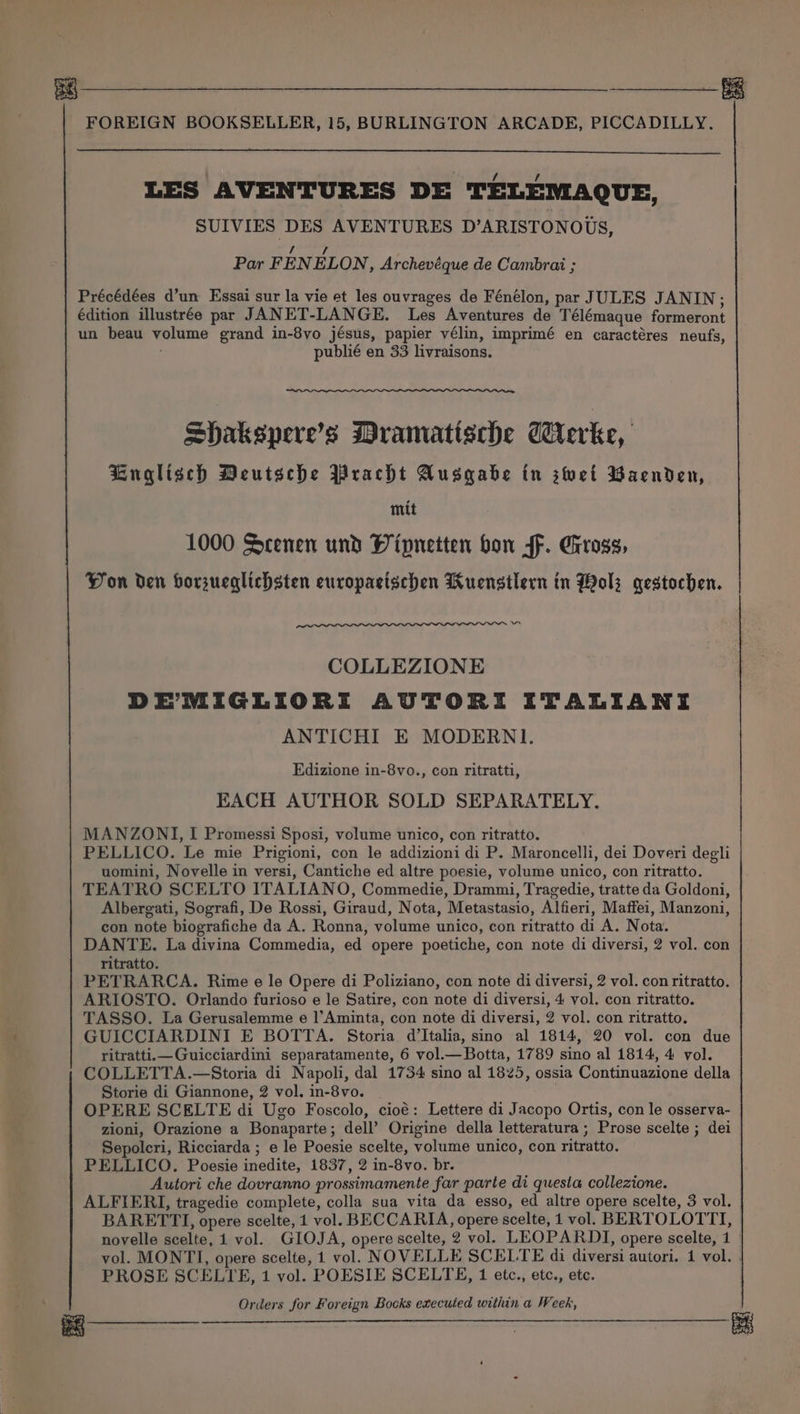 FOREIGN BOOKSELLER, 15, BURLINGTON ARCADE, PICCADILLY.
LES AVENTURES DE TÉLÉMAQUE,
SUIVIES DES AVENTURES D'ARISTONOÜS,
Par FÉNÉLON, Archevêque de Cambrai ;
Précédées d'un Essai sur la vie et les ouvrages de Fénélon, par JULES JANIN ;
édition illustrée par JANET-LANGE. Les Aventures de Télémaque formeront
un beau volume grand in-8vo jésus, papier vélin, imprimé en caractères neufs,
publié en 33 livraisons.
Shakspere's Dramatische Werke,
Englisch Deutsche Pracht Ausgabe in zwei Baenden,
mit
1000 Scenen und Vipnetten von F. Gross,
Von den vorzueglichsten europaeischen Kuenstlern in Holz gestochen.
COLLEZIONE
DE'MIGLIORI AUTORI ITALIANI
ANTICHI E MODERNI.
Edizione in-8vo., con ritratti,
EACH AUTHOR SOLD SEPARATELY.
MANZONI, I Promessi Sposi, volume unico, con ritratto.
PELLICO. Le mie Prigioni, con le addizioni di P. Maroncelli, dei Doveri degli
uomini, Novelle in versi, Cantiche ed altre poesie, volume unico, con ritratto.
TEATRO SCELTO ITALIANO, Commedie, Drammi, Tragedie, tratte da Goldoni,
Albergati, Sografi, De Rossi, Giraud, Nota, Metastasio, Alfieri, Maffei, Manzoni,
con note biografiche da A. Ronna, volume unico, con ritratto di A. Nota.
DANTE. La divina Commedia, ed opere poetiche, con note di diversi, 2 vol. con
ritratto.
PETRARCA. Rime e le Opere di Poliziano, con note di diversi, 2 vol. con ritratto.
ARIOSTO. Orlando furioso e le Satire, con note di diversi, 4 vol. con ritratto.
TASSO. La Gerusalemme e l'Aminta, con note di diversi, 2 vol. con ritratto.
GUICCIARDINI E BOTTA. Storia d'Italia, sino al 1814, 20 vol. con due
ritratti.—Guicciardini separatamente, 6 vol.—Botta, 1789 sino al 1814, 4 vol.
COLLETTA.—Storia di Napoli, dal 1734 sino al 1825, ossia Continuazione della
Storie di Giannone, 2 vol. in-8vo.
OPERE SCELTE di Ugo Foscolo, cioè: Lettere di Jacopo Ortis, con le osserva-
zioni, Orazione a Bonaparte; dell' Origine della letteratura ; Prose scelte ; dei
Sepolcri, Ricciarda ; e le Poesie scelte, volume unico, con ritratto.
PELLICO. Poesie inedite, 1837, 2 in-8vo. br.
Autori che dovranno prossimamente far parte di questa collezione.
ALFIERI, tragedie complete, colla sua vita da esso, ed altre opere scelte, 3 vol.
BARETTI, opere scelte, 1 vol. BECCARIA, opere scelte, 1 vol. BERTOLOTTI,
novelle scelte, 1 vol. GIOJA, opere scelte, 2 vol. LEOPARDI, opere scelte, 1
vol. MONTI, opere scelte, 1 vol. NOVELLE SCELTE di diversi autori. 1 vol.
PROSE SCELTE, 1 vol. POESIE SCELTE, 1 etc., etc., etc.
Orders for Foreign Bocks executed within a Week,